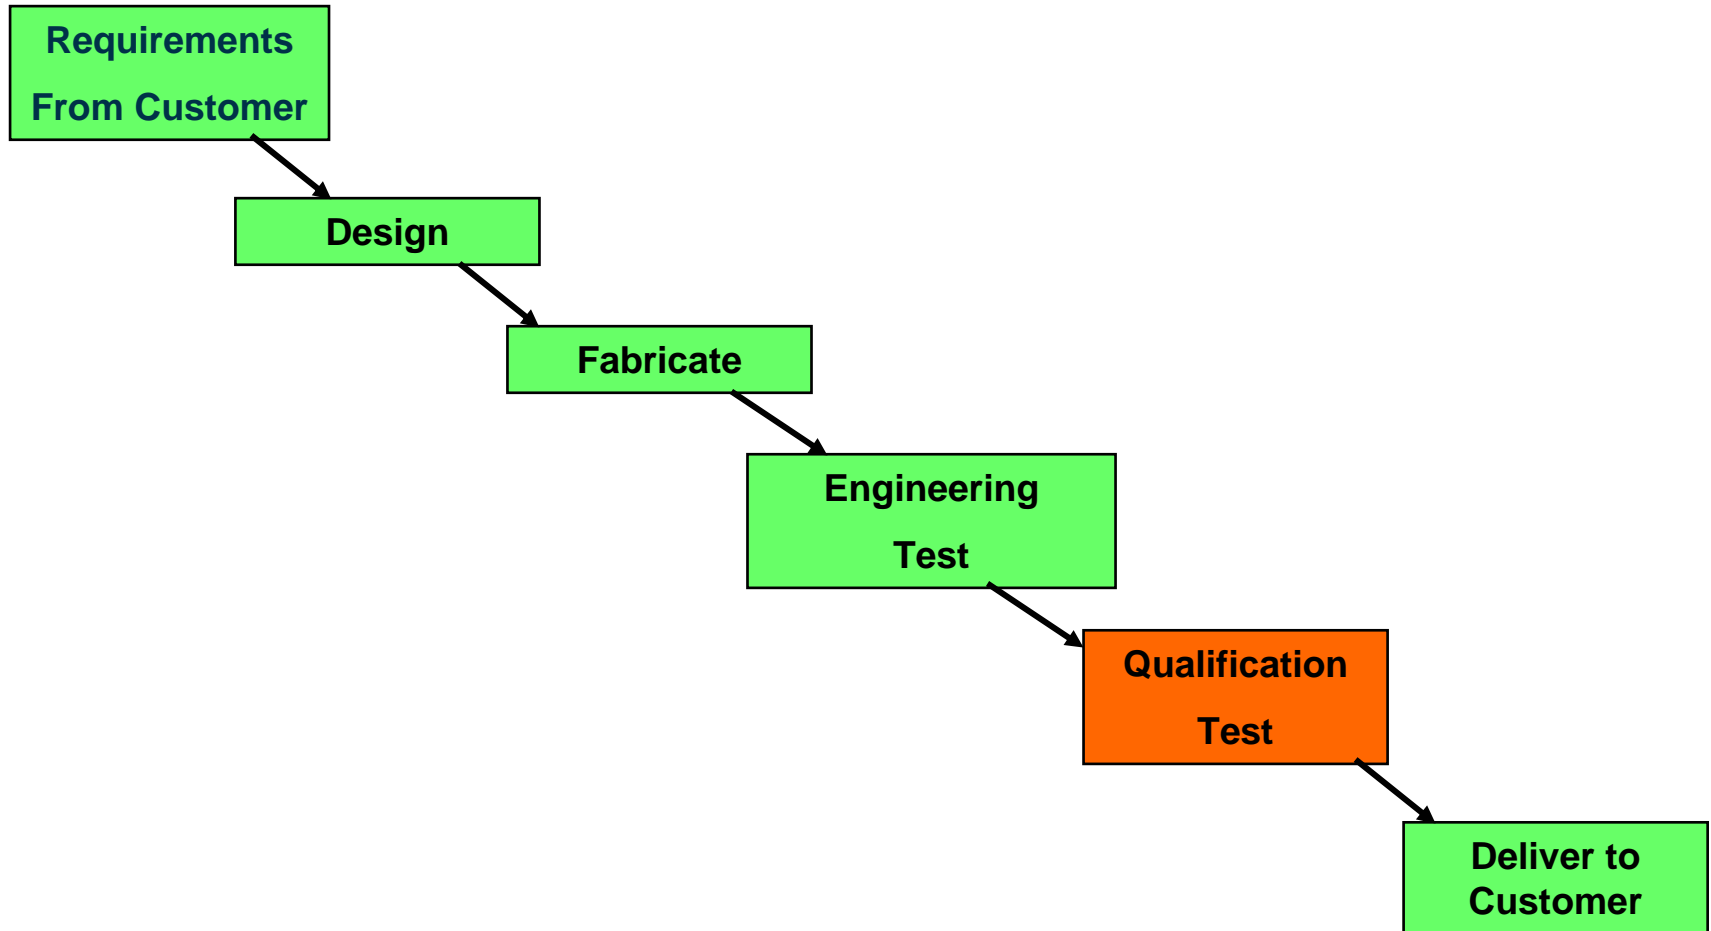 Requirements
From Customer
Design
Fabricate
Engineering
Test
Qualification
Test
Deliver to
Customer